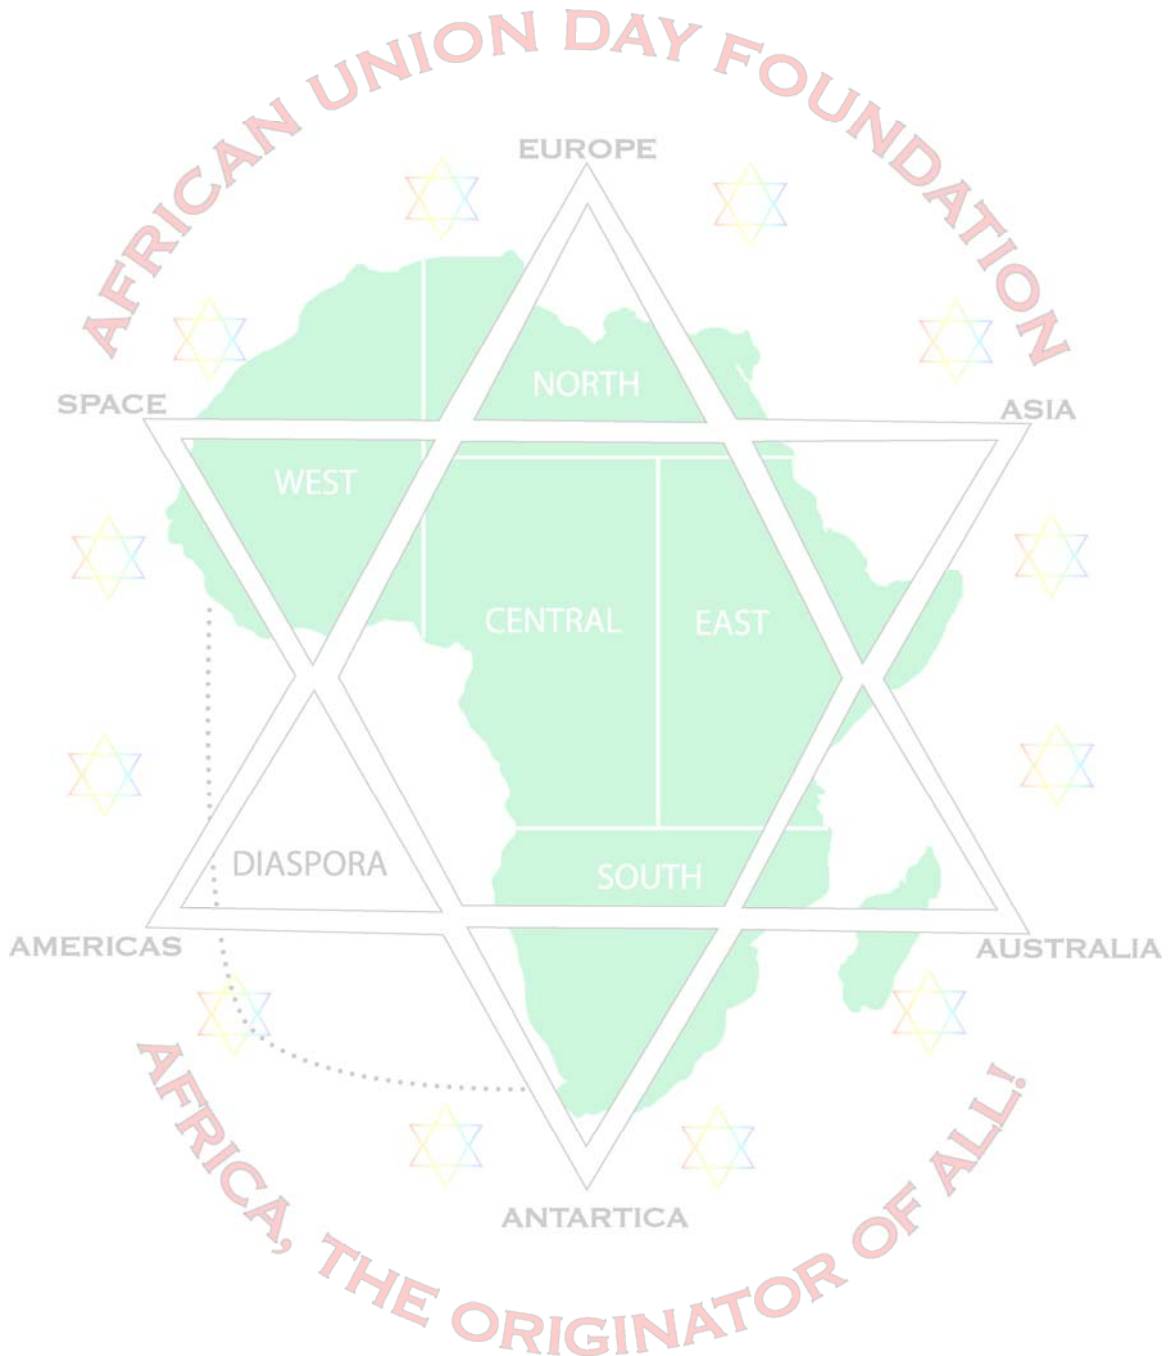 AFRICAN UNION DAY FOUNDATION
EUROPE
SPACE
ASIA
NORTH
WEST
CENTRAL
EAST
DIASPORA
SOUTH
AMERICAS
AUSTRALIA
ANTARTICA
AFRICA, THE ORIGINATOR OF ALL!